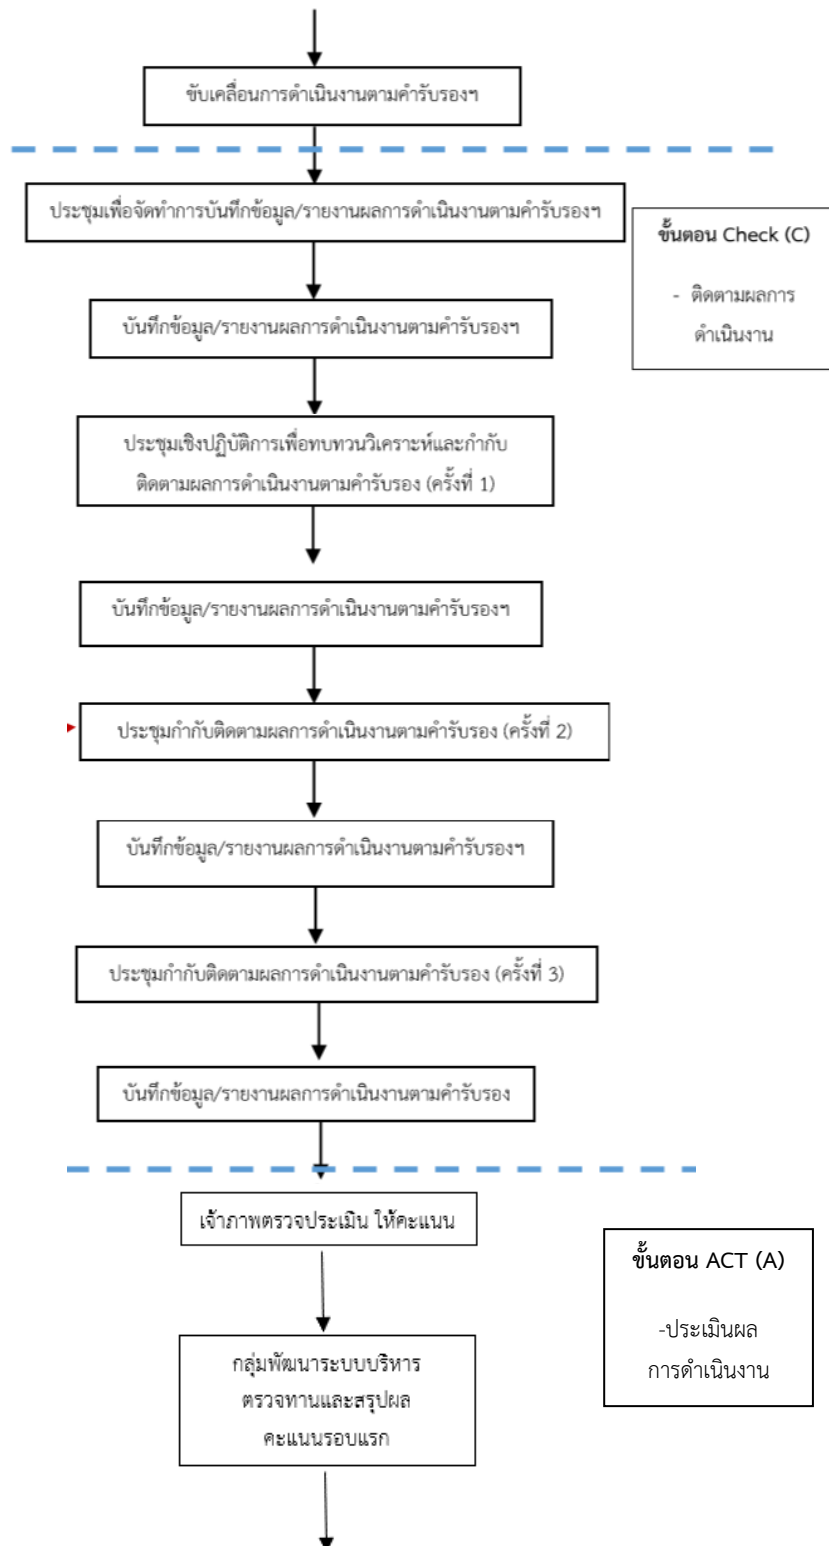 ขับเคลื่อนการดำเนินงานตามคำรับรองฯ
ประชุมเพื่อจัดทำการบันทึกข้อมูล/รายงานผลการดำเนินงานตามคำรับรองฯ
ขั้นตอน Check (C)
- ติดตามผลการ
ดำเนินงาน
บันทึกข้อมูล/รายงานผลการดำเนินงานตามคำรับรองฯ
ประชุมเชิงปฏิบัติการเพื่อทบทวนวิเคราะห์และกำกับ
ติดตามผลการดำเนินงานตามคำรับรอง (ครั้งที่ 1)
บันทึกข้อมูล/รายงานผลการดำเนินงานตามคำรับรองฯ
ประชุมกำกับติดตามผลการดำเนินงานตามคำรับรอง (ครั้งที่ 2)
บันทึกข้อมูล/รายงานผลการดำเนินงานตามคำรับรองฯ
ประชุมกำกับติดตามผลการดำเนินงานตามคำรับรอง (ครั้งที่ 3)
บันทึกข้อมูล/รายงานผลการดำเนินงานตามคำรับรอง
เจ้าภาพตรวจประเมิน ให้คะแนน
ขั้นตอน ACT (A)
-ประเมินผล
การดำเนินงาน
กลุ่มพัฒนาระบบบริหาร
ตรวจทานและสรุปผล
คะแนนรอบแรก